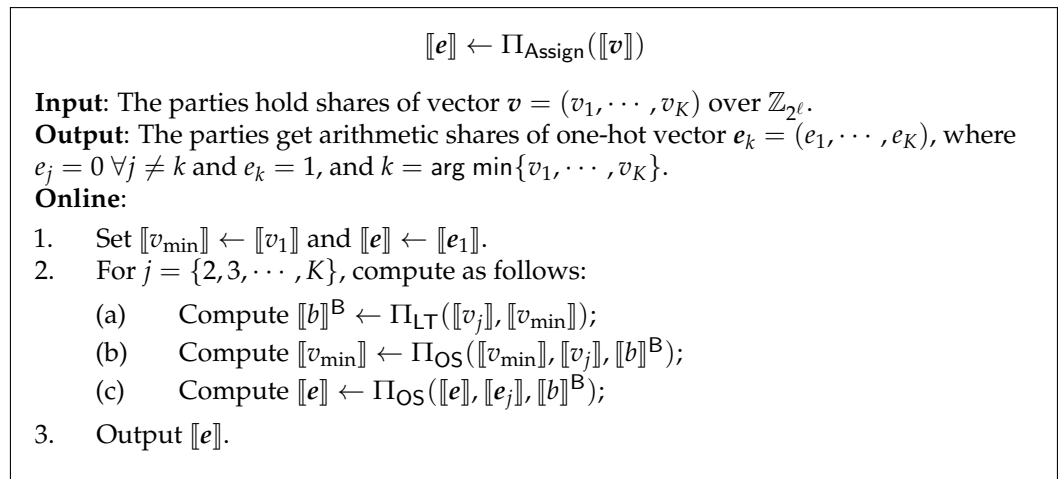 ⟦e⟧ ← Π_Assign(⟦v⟧)
Input: The parties hold shares of vector v = (v_1, ⋯ , v_K) over ℤ_{2^ℓ}.
Output: The parties get arithmetic shares of one-hot vector e_k = (e_1, ⋯ , e_K), where
e_j = 0 ∀j ≠ k and e_k = 1, and k = arg min{v_1, ⋯ , v_K}.
Online:
1. Set ⟦v_min⟧ ← ⟦v_1⟧ and ⟦e⟧ ← ⟦e_1⟧.
2. For j = {2, 3, ⋯ , K}, compute as follows:
(a) Compute ⟦b⟧^B ← Π_LT(⟦v_j⟧, ⟦v_min⟧);
(b) Compute ⟦v_min⟧ ← Π_OS(⟦v_min⟧, ⟦v_j⟧, ⟦b⟧^B);
(c) Compute ⟦e⟧ ← Π_OS(⟦e⟧, ⟦e_j⟧, ⟦b⟧^B);
3. Output ⟦e⟧.